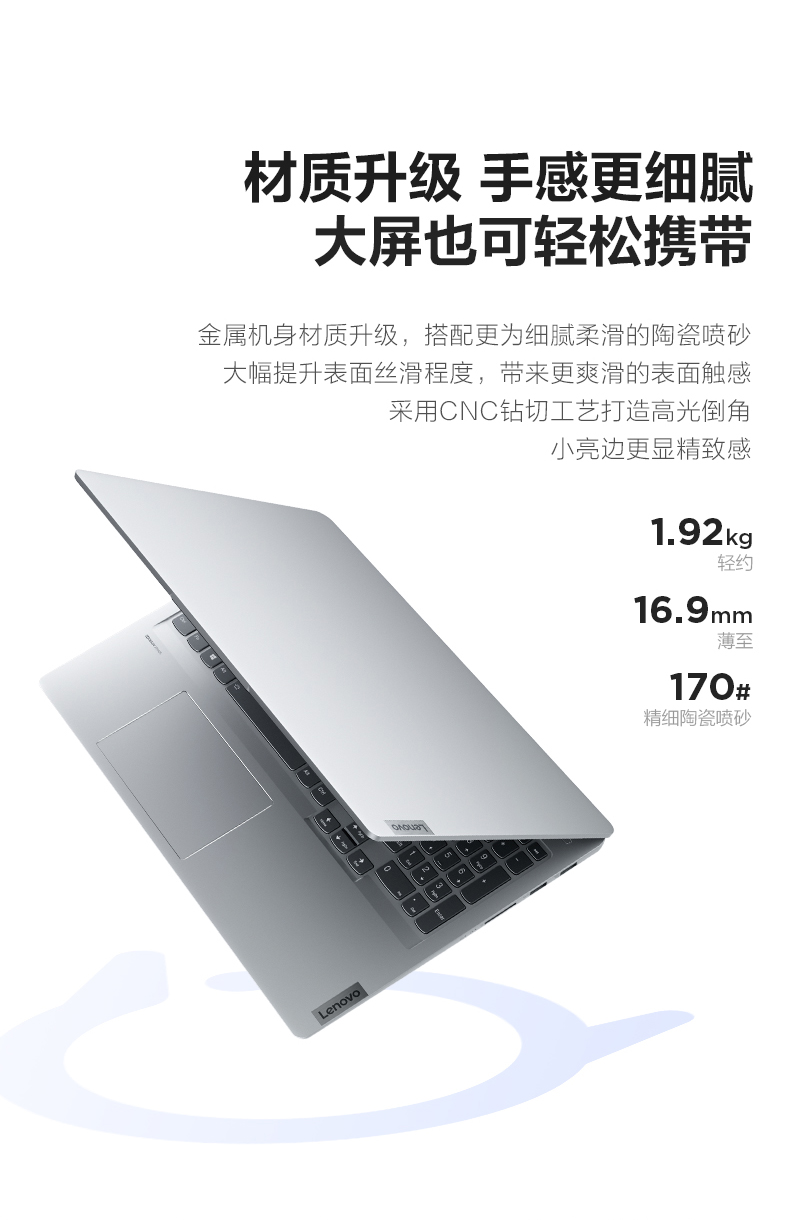 材质升级 手感更细腻
大屏也可轻松携带
金属机身材质升级，搭配更为细腻柔滑的陶瓷喷砂
大幅提升表面丝滑程度，带来更爽滑的表面触感
采用CNC钻切工艺打造高光倒角
小亮边更显精致感
1.92kg
轻约
16.9mm
薄至
170#
精细陶瓷喷砂
Lenovo
Lenovo